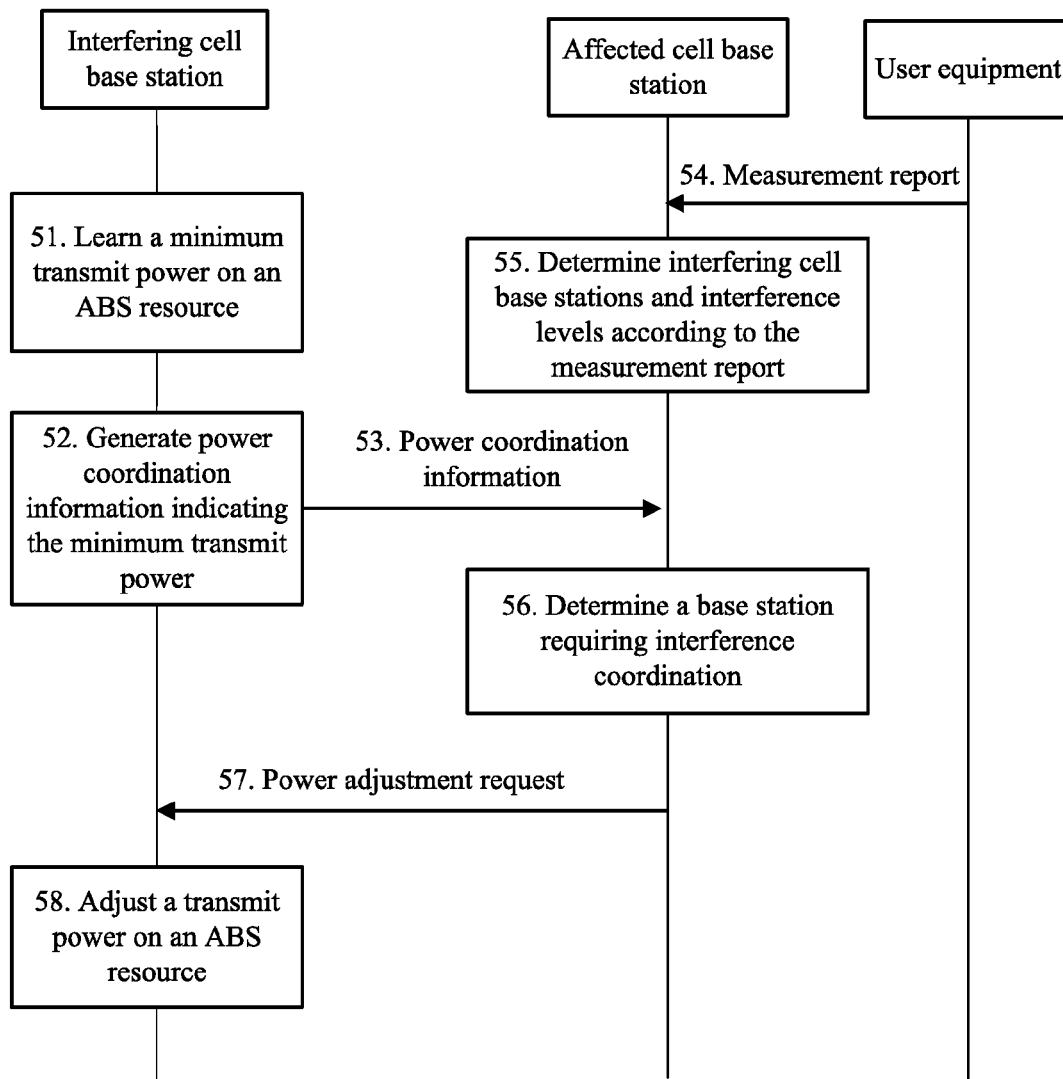 Interfering cell
base station
Affected cell base
station
User equipment
54. Measurement report
51. Learn a minimum
transmit power on an
ABS resource
55. Determine interfering cell
base stations and interference
levels according to the
measurement report
52. Generate power
coordination
information indicating
the minimum transmit
power
53. Power coordination
information
56. Determine a base station
requiring interference
coordination
57. Power adjustment request
58. Adjust a transmit
power on an ABS
resource